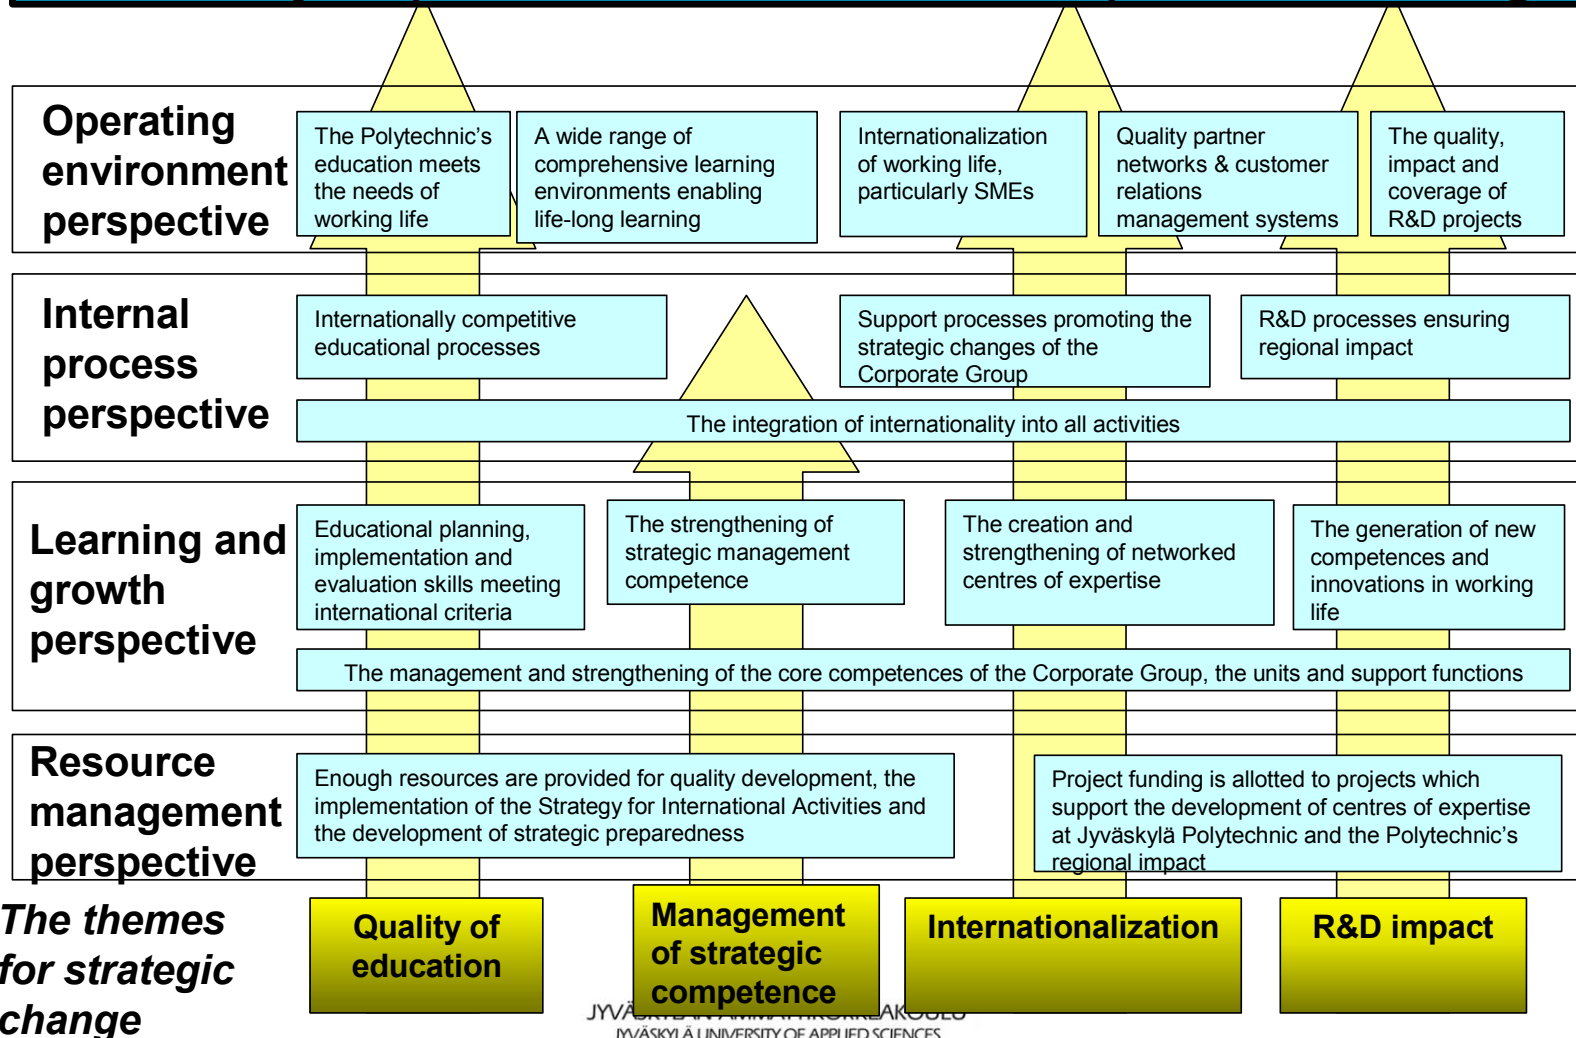 Operating
environment
perspective
The Polytechnic's
education meets
the needs of
working life
A wide range of
comprehensive learning
environments enabling
life-long learning
Internationalization
of working life,
particularly SMEs
Quality partner
networks & customer
relations
management systems
The quality,
impact and
coverage of
R&D projects
Internal
process
perspective
Internationally competitive
educational processes
Support processes promoting the
strategic changes of the
Corporate Group
R&D processes ensuring
regional impact
The integration of internationality into all activities
Learning and
growth
perspective
Educational planning,
implementation and
evaluation skills meeting
international criteria
The strengthening of
strategic management
competence
The creation and
strengthening of networked
centres of expertise
The generation of new
competences and
innovations in working
life
The management and strengthening of the core competences of the Corporate Group, the units and support functions
Resource
management
perspective
Enough resources are provided for quality development, the
implementation of the Strategy for International Activities and
the development of strategic preparedness
Project funding is allotted to projects which
support the development of centres of expertise
at Jyväskylä Polytechnic and the Polytechnic's
regional impact
The themes
for strategic
change
Quality of
education
Management
of strategic
competence
Internationalization
R&D impact
JYVÄSKYLÄ UNIVERSITY OF APPLIED SCIENCES